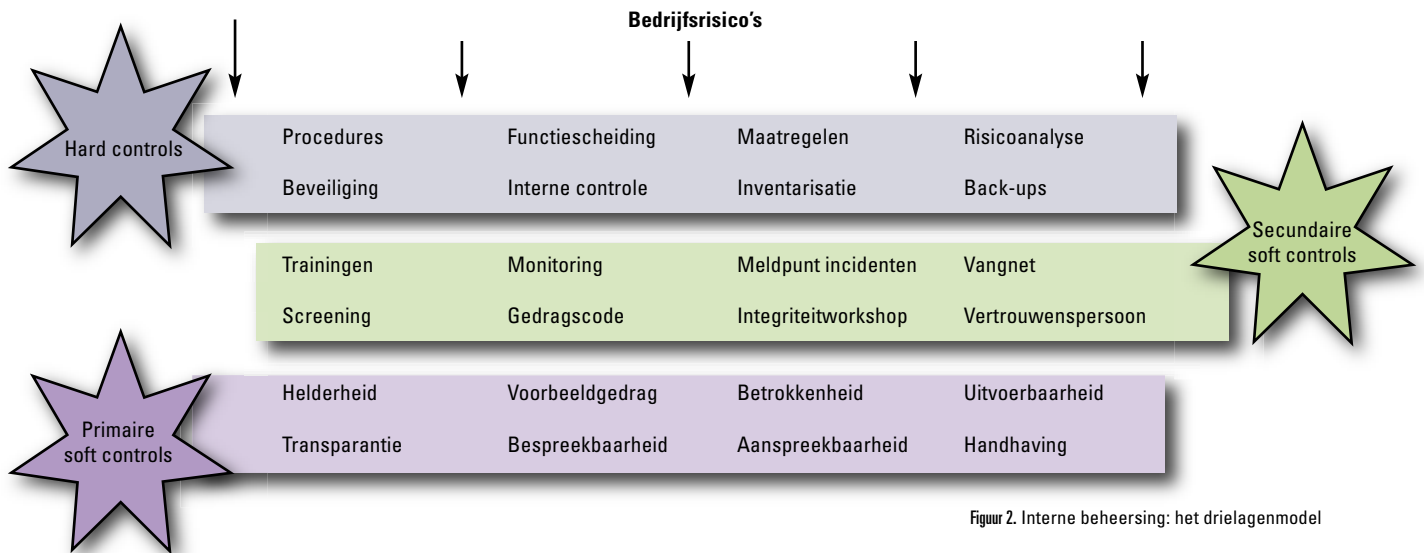 Bedrijfsrisico's
Hard controls
Procedures Functiescheiding Maatregelen Risicoanalyse
Beveiliging Interne controle Inventarisatie Back-ups
Secundaire
soft controls
Trainingen Monitoring Meldpunt incidenten Vangnet
Screening Gedragscode Integriteitworkshop Vertrouwenspersoon
Primaire
soft controls
Helderheid Voorbeeldgedrag Betrokkenheid Uitvoerbaarheid
Transparantie Bespreekbaarheid Aanspreekbaarheid Handhaving
Figuur 2. Interne beheersing: het drielagenmodel